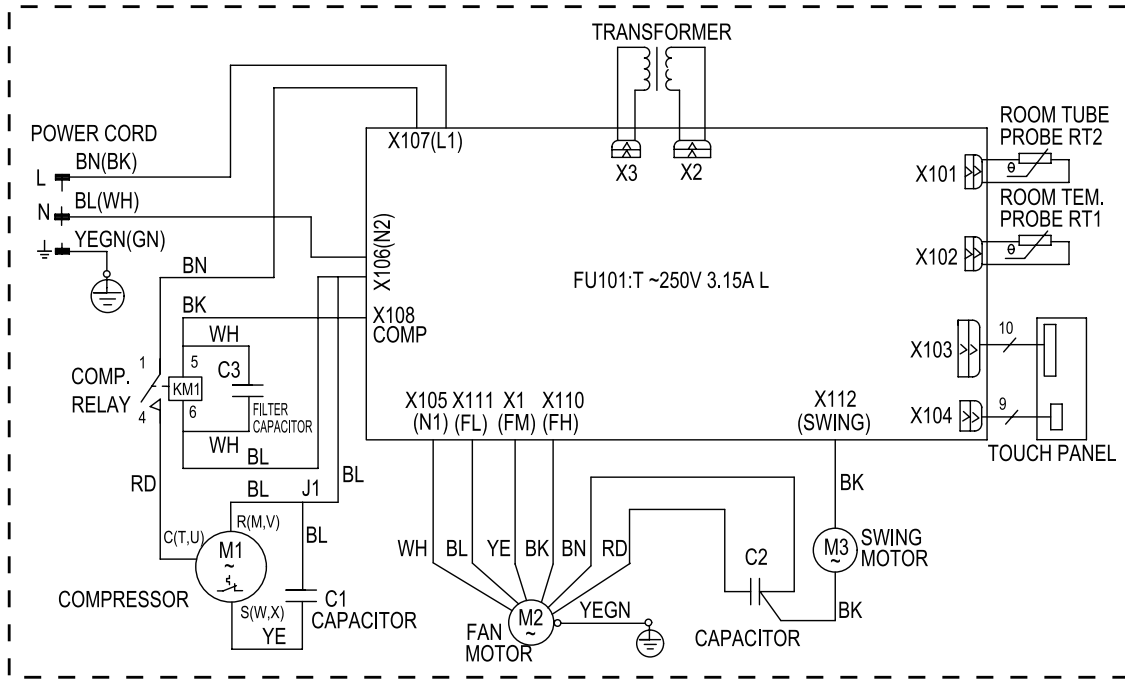 TRANSFORMER
POWER CORD
L
BN(BK)
N
BL(WH)
YEGN(GN)
X107(L1)
X3
X2
X101
ROOM TUBE
PROBE RT2
θ
X102
ROOM TEM.
PROBE RT1
θ
X106(N2)
FU101:T ~250V 3.15A L
BN
BK
X108
COMP
WH
1
5
C3
COMP.
RELAY
KM1
4
6
FILTER
CAPACITOR
WH
BL
X103
10
X104
9
TOUCH PANEL
X105
(N1)
X111
(FL)
X1
(FM)
X110
(FH)
X112
(SWING)
RD
BL
J1
BL
BK
C(T,U)
R(M,V)
BL
M1
~
COMPRESSOR
S(W,X)
YE
C1
CAPACITOR
WH
BL
YE
BK
BN
RD
C2
M3
~
SWING
MOTOR
M2
~
FAN
MOTOR
YEGN
CAPACITOR
BK